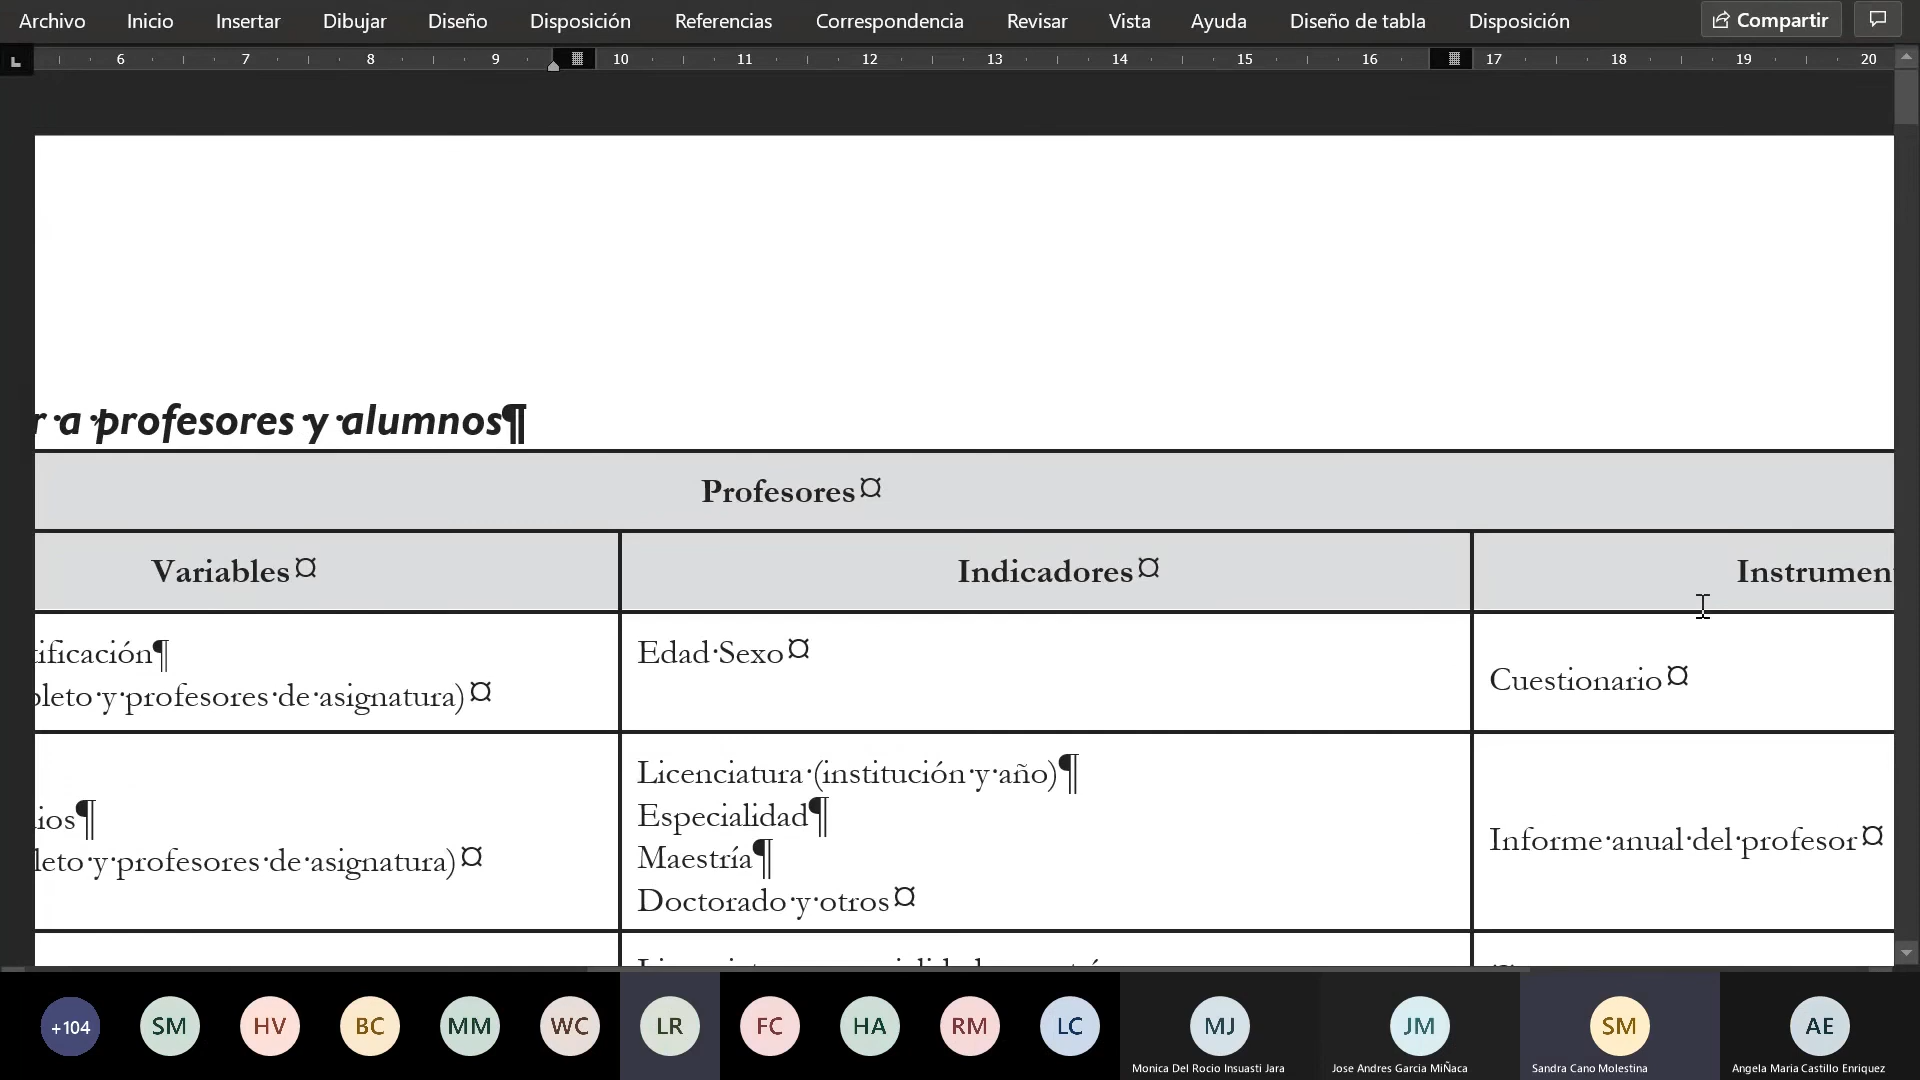 Archivo Inicio Insertar Dibujar Diseño Disposición Referencias Correspondencia Revisar Vista Ayuda Diseño de tabla Disposición Compartir
6 7 8 9 10 11 12 13 14 15 16 17 18 19 20
r·a·profesores·y·alumnos¶
Profesores¤
Variables¤ Indicadores¤ Instrumen
tificación¶
pleto·y·profesores·de·asignatura)¤
Edad·Sexo¤
Cuestionario¤
ios¶
leto·y·profesores·de·asignatura)¤
Licenciatura·(institución·y·año)¶
Especialidad¶
Maestría¶
Doctorado·y·otros¤
Informe·anual·del·profesor¤
+104 SM HV BC MM WC LR FC HA RM LC MJ JM SM AE
Monica Del Rocio Insuasti Jara Jose Andres Garcia MiÑaca Sandra Cano Molestina Angela Maria Castillo Enriquez